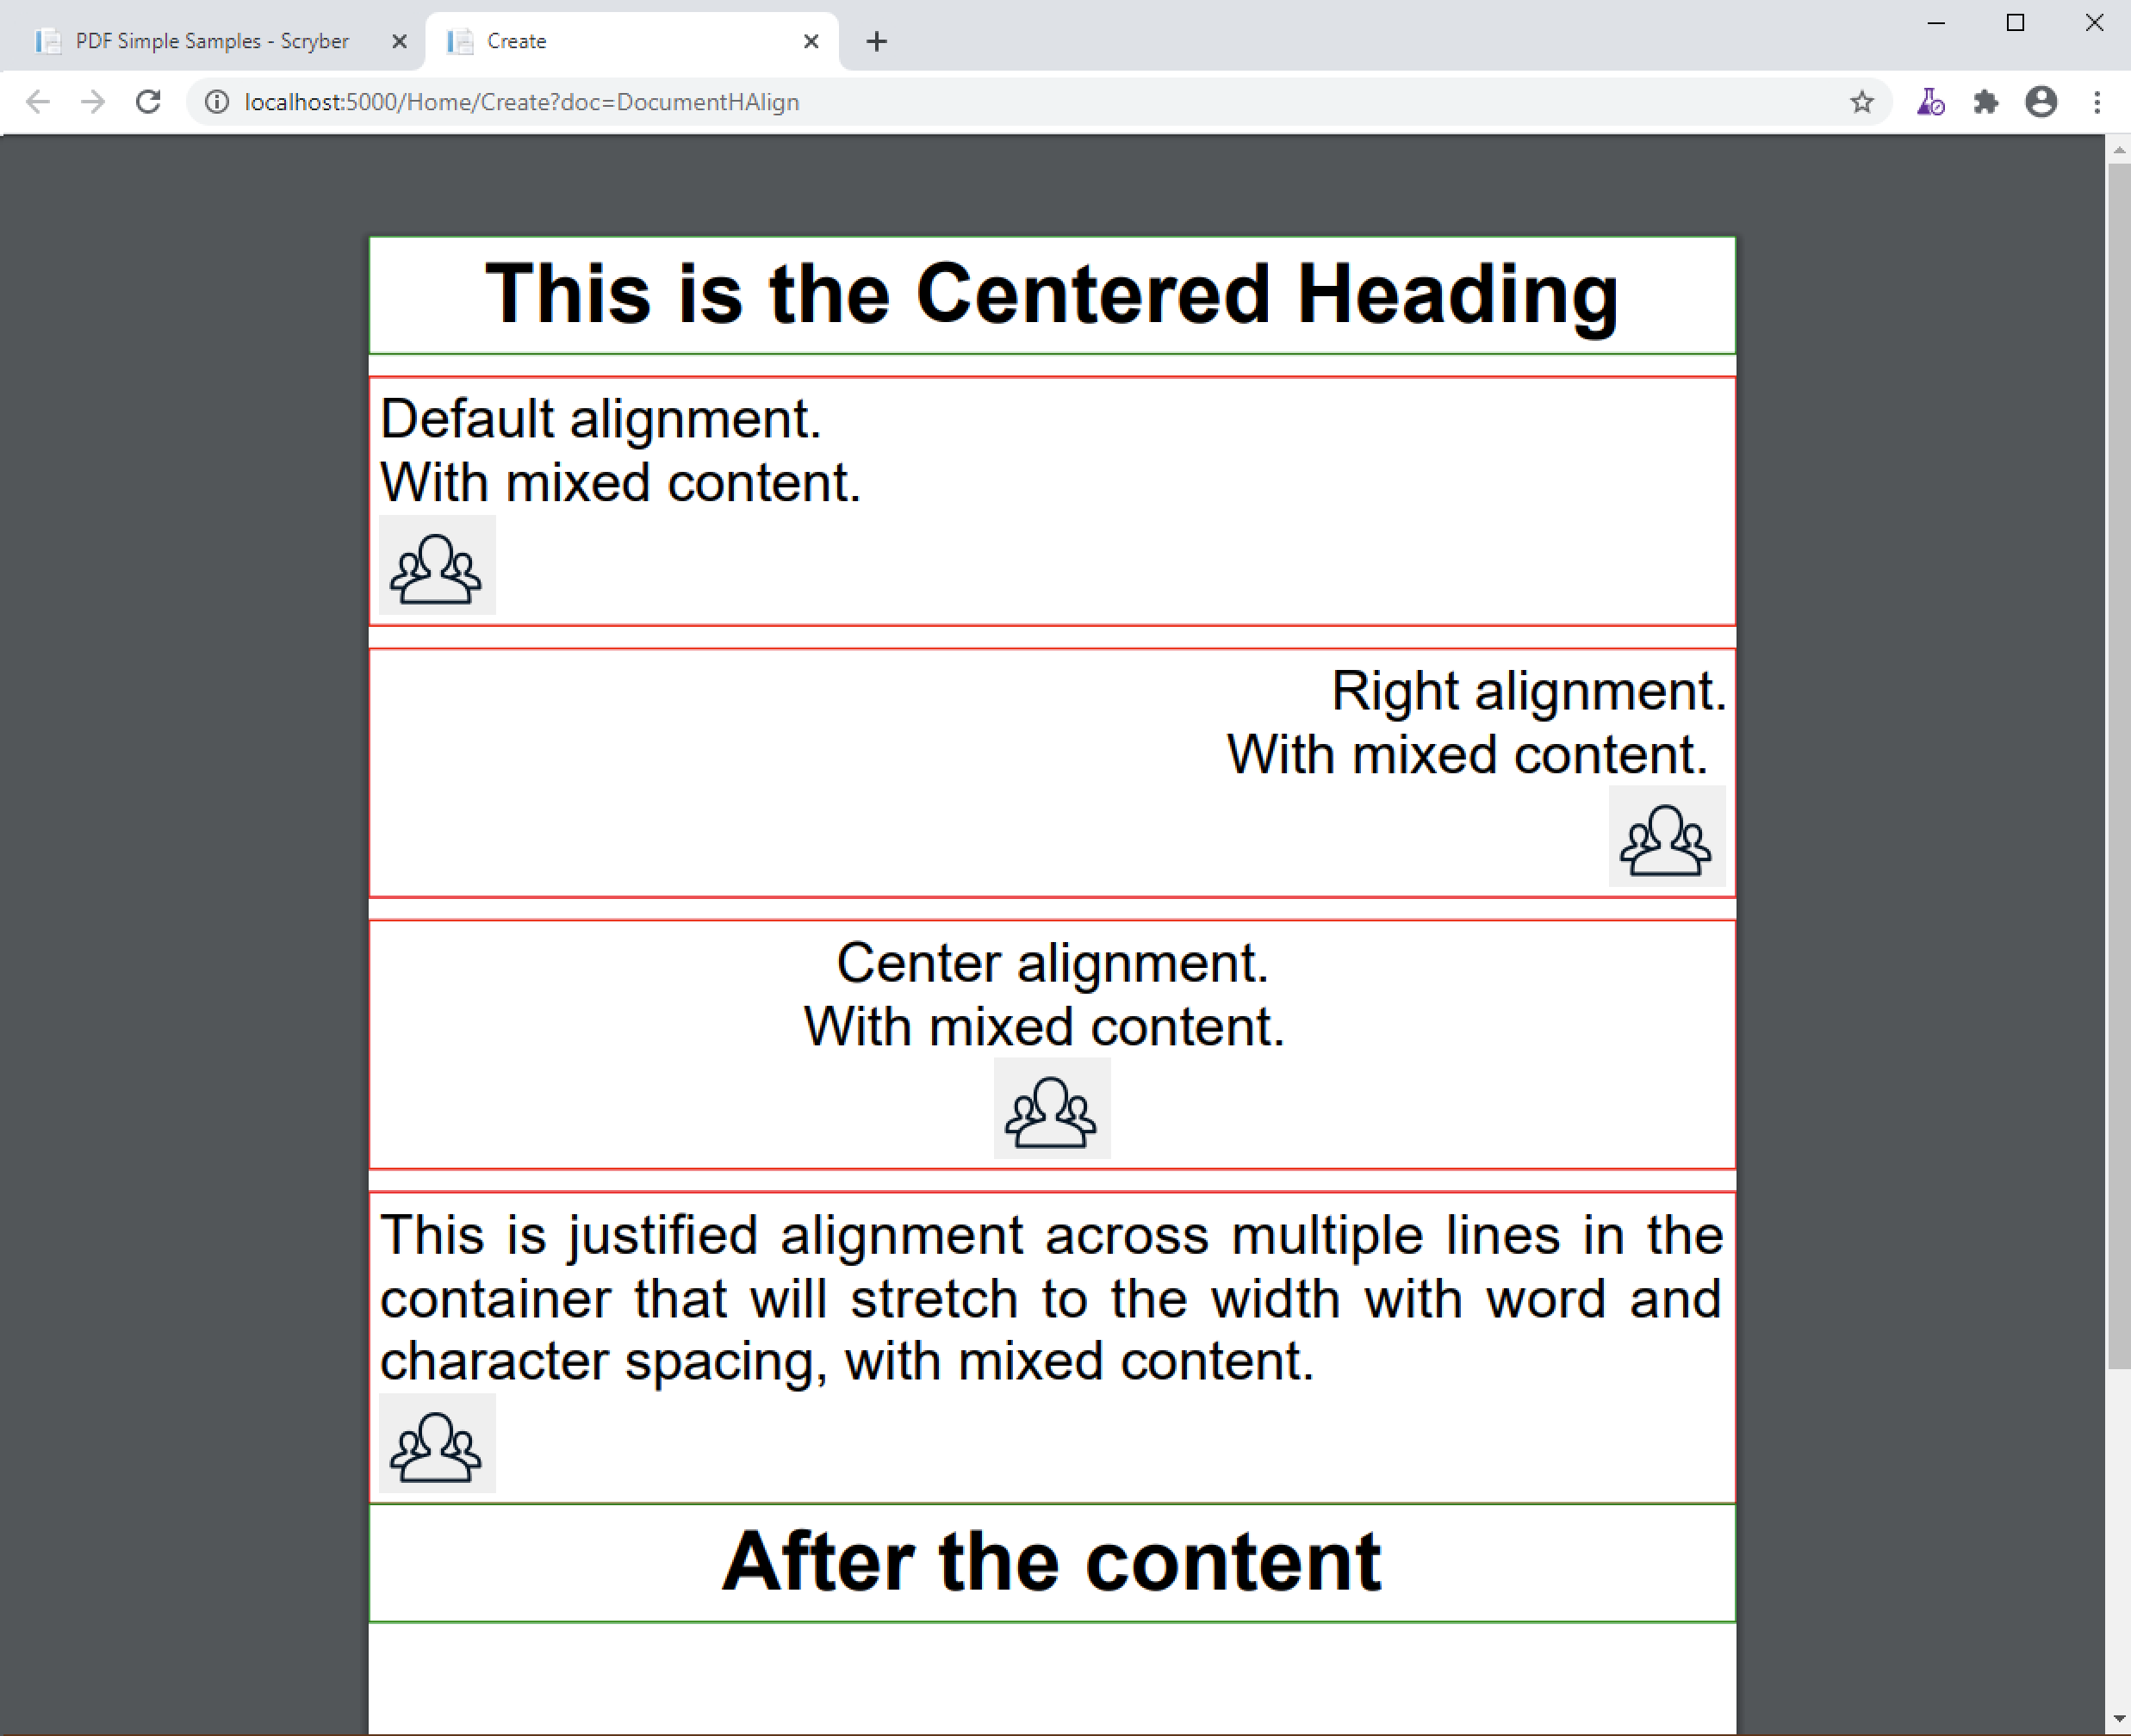 PDF Simple Samples - Scryber
Create
localhost:5000/Home/Create?doc=DocumentHAlign
This is the Centered Heading
Default alignment.
With mixed content.
Right alignment.
With mixed content.
Center alignment.
With mixed content.
This is justified alignment across multiple lines in the
container that will stretch to the width with word and
character spacing, with mixed content.
After the content